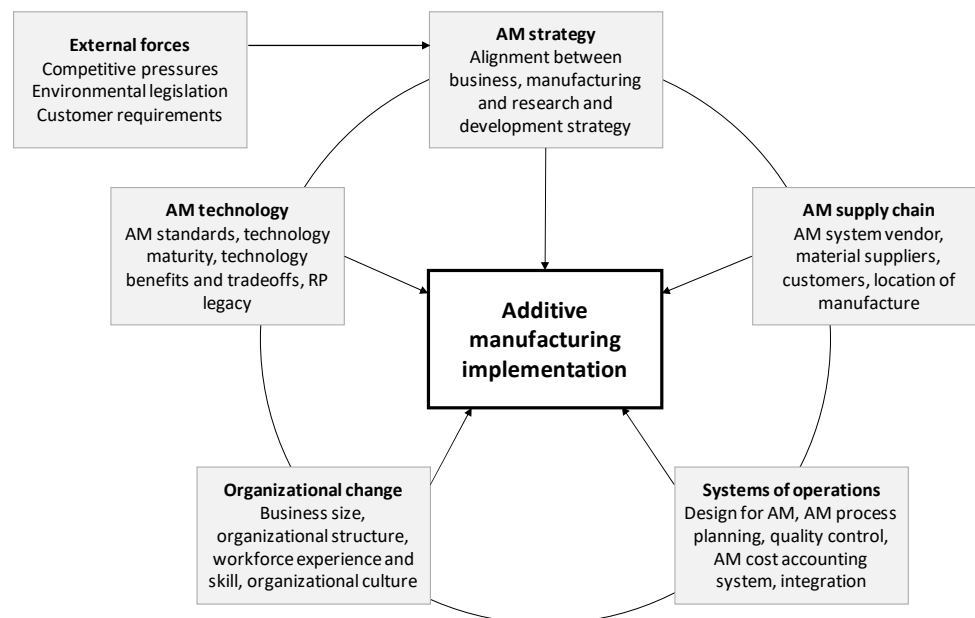 External forces
Competitive pressures
Environmental legislation
Customer requirements
AM strategy
Alignment between
business, manufacturing
and research and
development strategy
AM technology
AM standards, technology
maturity, technology
benefits and tradeoffs, RP
legacy
AM supply chain
AM system vendor,
material suppliers,
customers, location of
manufacture
Additive
manufacturing
implementation
Organizational change
Business size,
organizational structure,
workforce experience and
skill, organizational culture
Systems of operations
Design for AM, AM process
planning, quality control,
AM cost accounting
system, integration